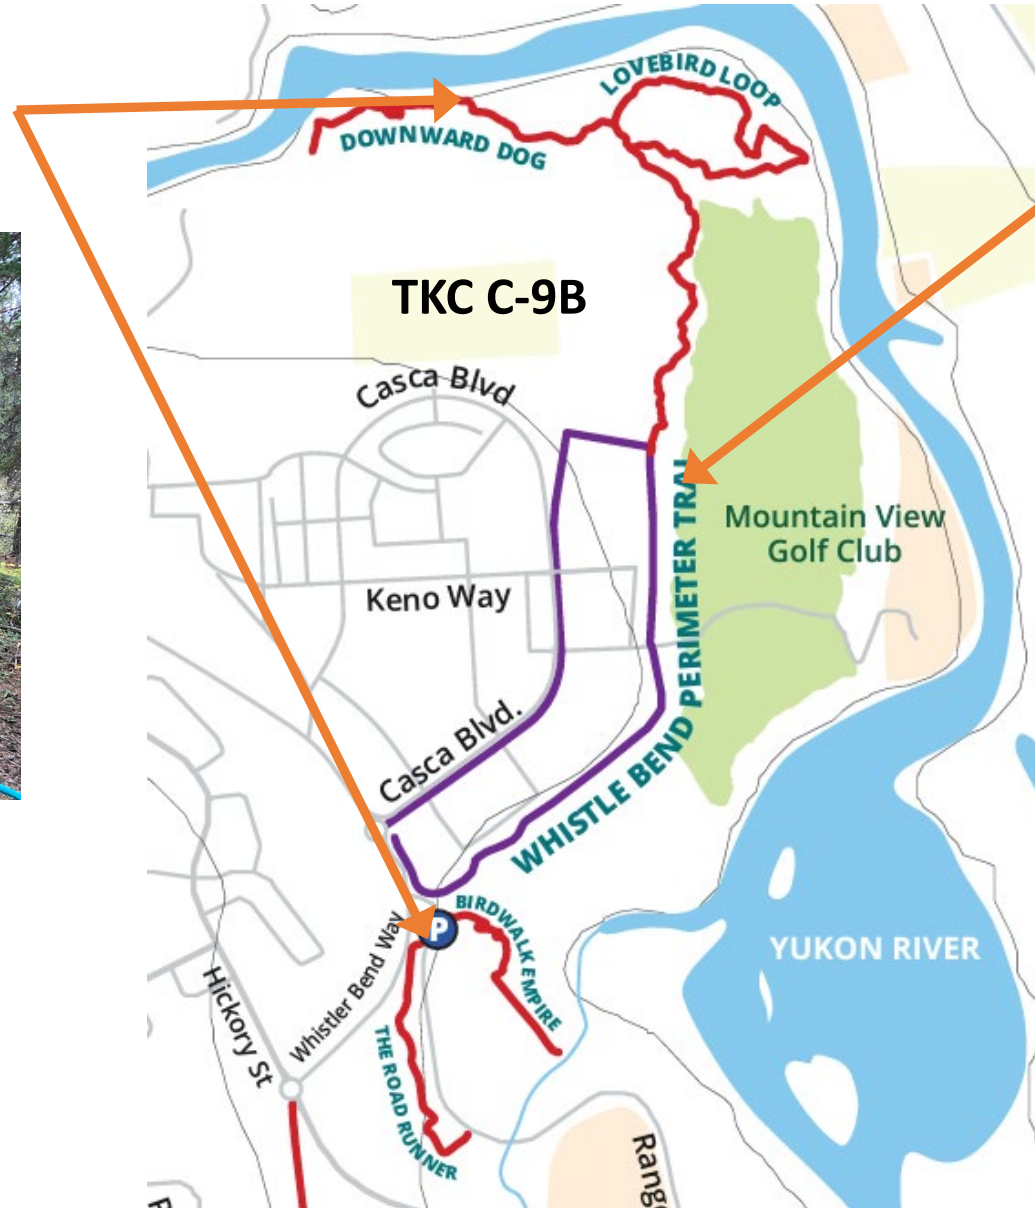 LOVEBIRD LOOP
DOWNWARD DOG
TKC C-9B
Casca Blvd
Mountain View
Golf Club
Keno Way
WHISTLE BEND PERIMETER TRAIL
Casca Blvd.
BIRDWALK EMPIRE
P
Whistler Bend Way
YUKON RIVER
Hickory St
THE ROAD RUNNER
Rang